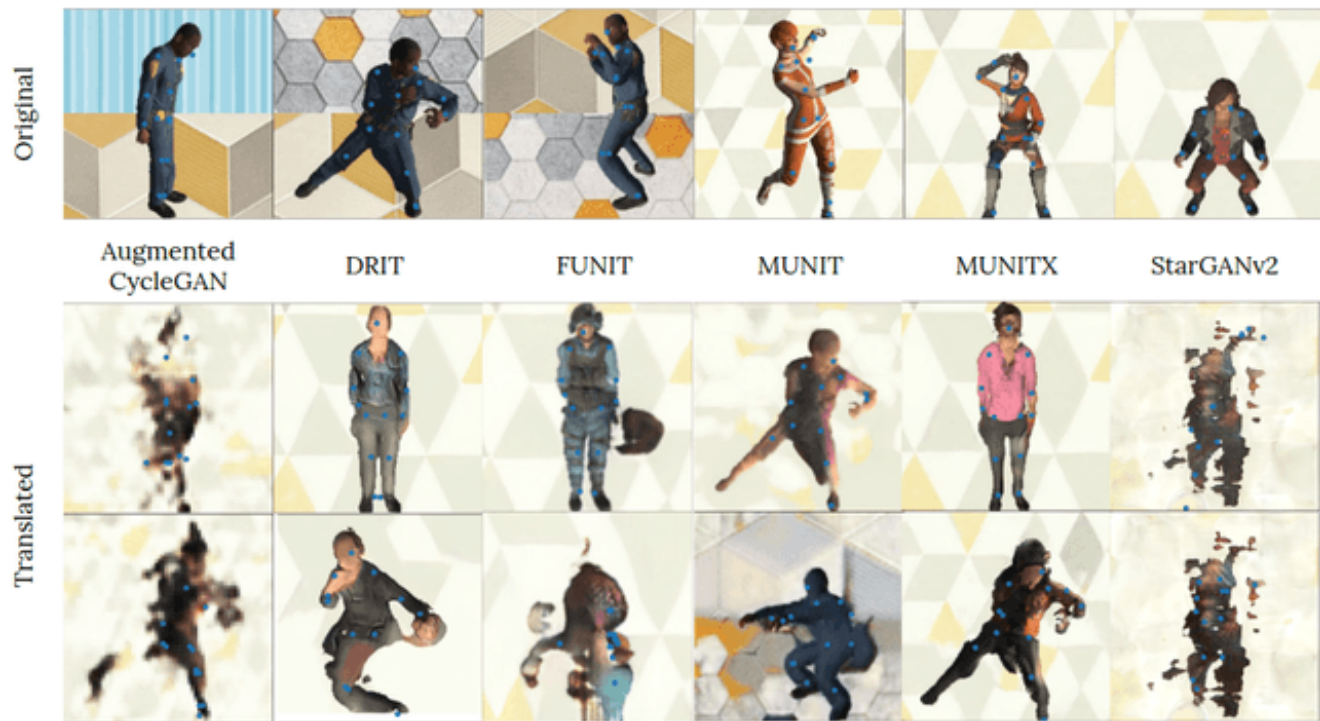 Original
Augmented
CycleGAN
DRIT
FUNIT
MUNIT
MUNITX
StarGANv2
Translated